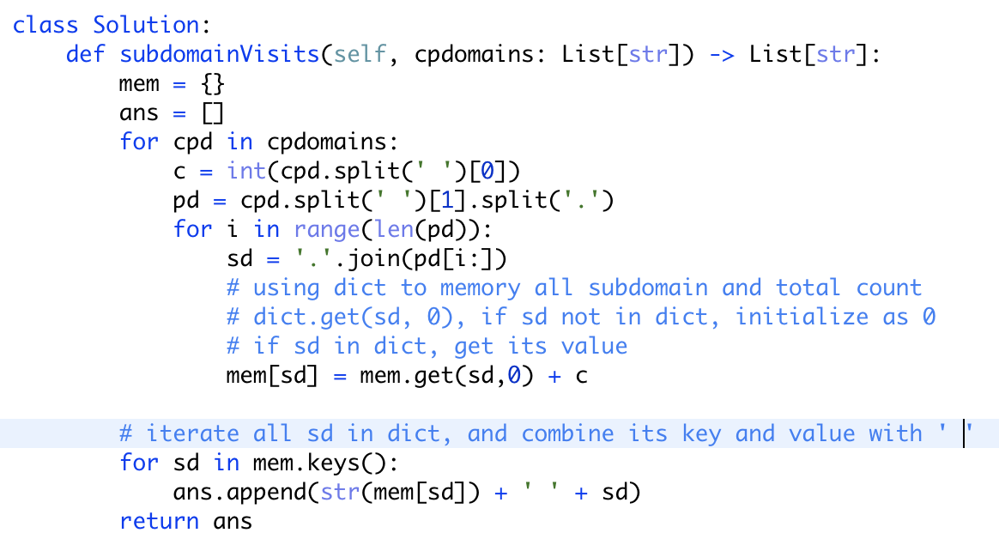 class Solution:
    def subdomainVisits(self, cpdomains: List[str]) -> List[str]:
        mem = {}
        ans = []
        for cpd in cpdomains:
            c = int(cpd.split(' ')[0])
            pd = cpd.split(' ')[1].split('.')
            for i in range(len(pd)):
                sd = '.'.join(pd[i:])
                # using dict to memory all subdomain and total count
                # dict.get(sd, 0), if sd not in dict, initialize as 0
                # if sd in dict, get its value
                mem[sd] = mem.get(sd,0) + c

        # iterate all sd in dict, and combine its key and value with ' '
        for sd in mem.keys():
            ans.append(str(mem[sd]) + ' ' + sd)
        return ans